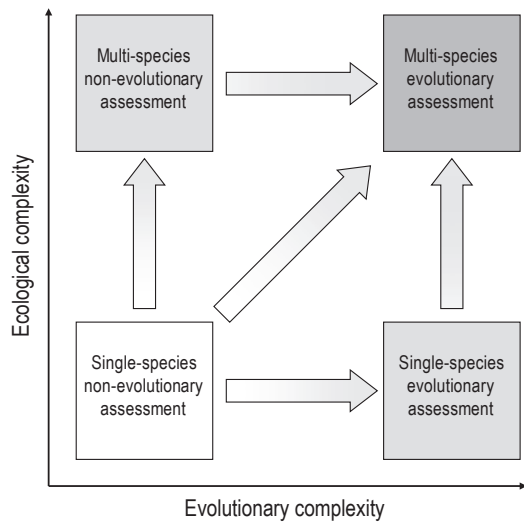 Multi-species
non-evolutionary
assessment
Multi-species
evolutionary
assessment
Ecological complexity
Single-species
non-evolutionary
assessment
Single-species
evolutionary
assessment
Evolutionary complexity